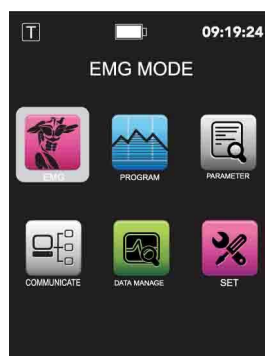 T 09:19:24
EMG MODE
EMG PROGRAM PARAMETER
COMMUNICATE DATA MANAGE SET